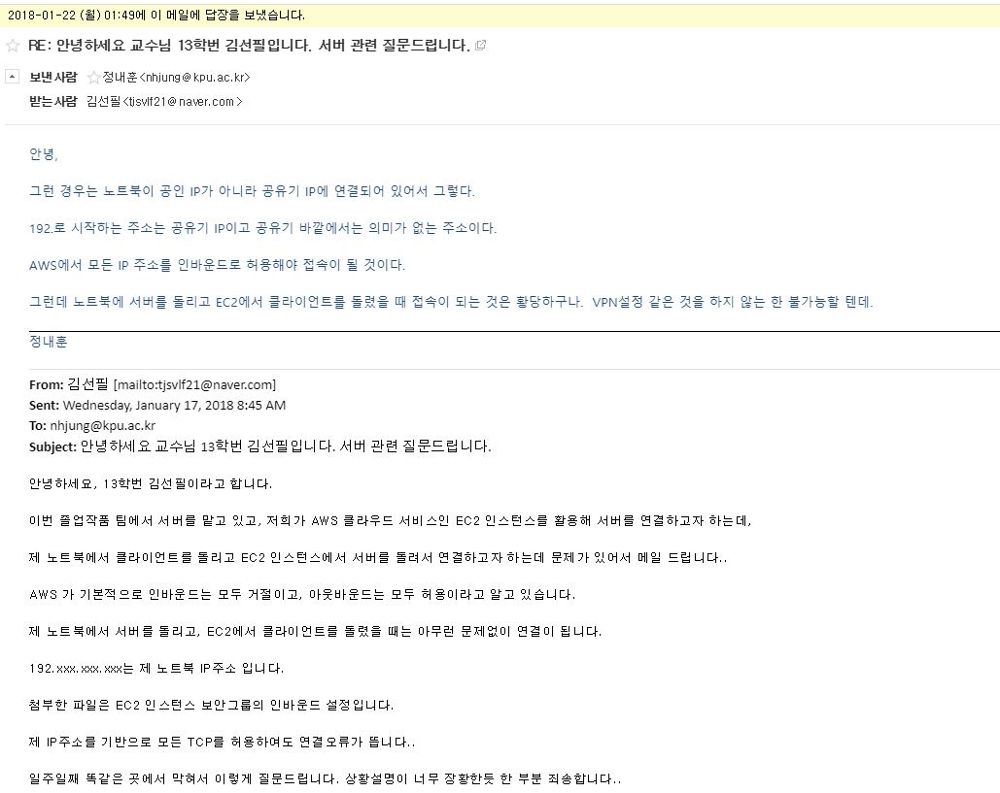 2018-01-22 (월) 01:49에 이 메일에 답장을 보냈습니다.
RE: 안녕하세요 교수님 13학번 김선필입니다. 서버 관련 질문드립니다.
보낸사람 정내훈<nhjung@kpu.ac.kr>
받는사람 김선필<tjsvlf21@naver.com>
안녕,
그런 경우는 노트북이 공인 IP가 아니라 공유기 IP에 연결되어 있어서 그렇다.
192.로 시작하는 주소는 공유기 IP이고 공유기 바깥에서는 의미가 없는 주소이다.
AWS에서 모든 IP 주소를 인바운드로 허용해야 접속이 될 것이다.
그런데 노트북에 서버를 돌리고 EC2에서 클라이언트를 돌렸을 때 접속이 되는 것은 황당하구나. VPN설정 같은 것을 하지 않는 한 불가능할 텐데.
정내훈
From: 김선필 [mailto:tjsvlf21@naver.com]
Sent: Wednesday, January 17, 2018 8:45 AM
To: nhjung@kpu.ac.kr
Subject: 안녕하세요 교수님 13학번 김선필입니다. 서버 관련 질문드립니다.
안녕하세요, 13학번 김선필이라고 합니다.
이번 졸업작품 팀에서 서버를 맡고 있고, 저희가 AWS 클라우드 서비스인 EC2 인스턴스를 활용해 서버를 연결하고자 하는데,
제 노트북에서 클라이언트를 돌리고 EC2 인스턴스에서 서버를 돌려서 연결하고자 하는데 문제가 있어서 메일 드립니다..
AWS 가 기본적으로 인바운드는 모두 거절이고, 아웃바운드는 모두 허용이라고 알고 있습니다.
제 노트북에서 서버를 돌리고, EC2에서 클라이언트를 돌렸을 때는 아무런 문제없이 연결이 됩니다.
192.xxx.xxx.xxx는 제 노트북 IP주소 입니다.
첨부한 파일은 EC2 인스턴스 보안그룹의 인바운드 설정입니다.
제 IP주소를 기반으로 모든 TCP를 허용하여도 연결오류가 뜹니다..
일주일째 똑같은 곳에서 막혀서 이렇게 질문드립니다. 상황설명이 너무 장황한듯 한 부분 죄송합니다..